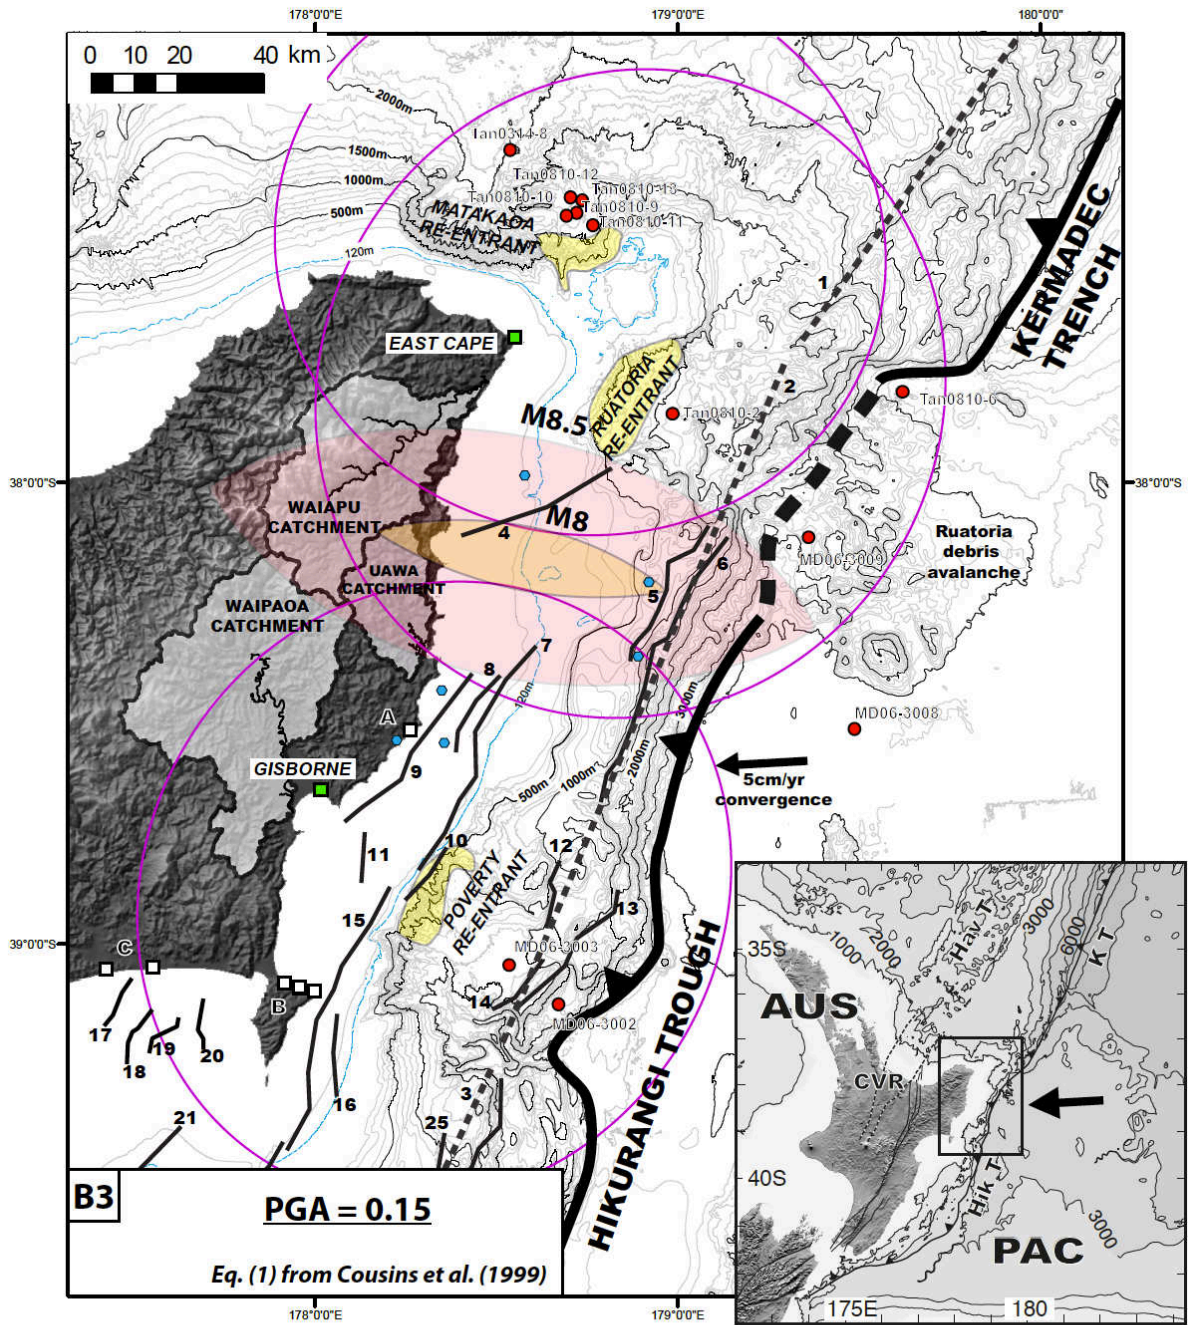 178°0'0"E
179°0'0"E
180°0'0"
0 10 20 40 km
2000m
1500m
1000m
500m
120m
Tan0314-8
Tan0810-12
Tan0810-13
Tan0810-10
Tan0810-9
Tan0810-11
MATAKAOA
RE-ENTRANT
KERMADEC
TRENCH
1
EAST CAPE
RUATORIA
RE-ENTRANT
2
Tan0810-2
Tan0810-6
M8.5
38°0'0"S
38°0'0"S
WAIAPU
CATCHMENT
M8
4
Ruatoria
debris
avalanche
MD06-3009
6
UAWA
CATCHMENT
5
WAIPAOA
CATCHMENT
7
8
120m
3000m
MD06-3008
A
2000m
9
GISBORNE
5cm/yr
convergence
1000m
500m
10
11
12
POVERTY
RE-ENTRANT
13
15
39°0'0"S
C
MD06-3003
B
14
MD06-3002
HIKURANGI TROUGH
17
18
19
20
16
3
21
25
B3
PGA = 0.15
Eq. (1) from Cousins et al. (1999)
35S
1000
2000
Hav T
3000
6000
K T
AUS
CVR
40S
Hik T
3000
PAC
175E
180
178°0'0"E
179°0'0"E